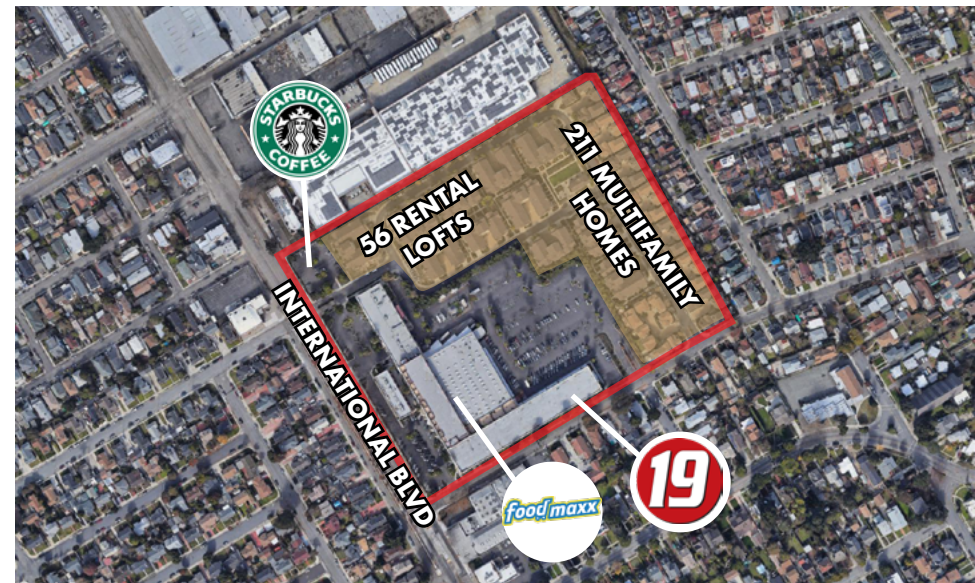 STARBUCKS
COFFEE
56 RENTAL
LOFTS
211 MULTIFAMILY
HOMES
INTERNATIONAL BLVD
food maxx
19